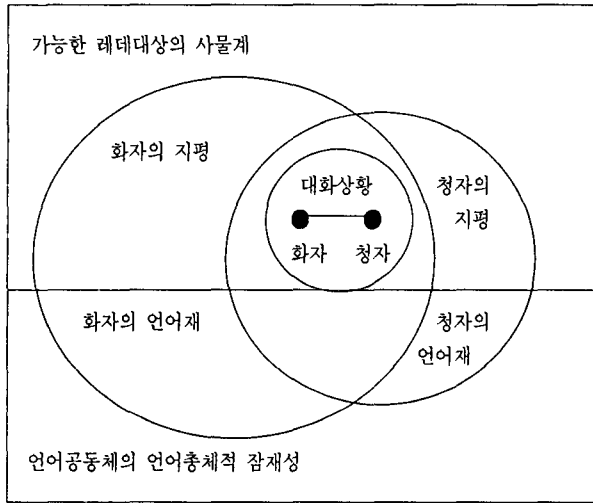 가능한 레데대상의 사물계
화자의 지평
대화상황
청자의
지평
화자 청자
화자의 언어재
청자의
언어재
언어공동체의 언어총체적 잠재성